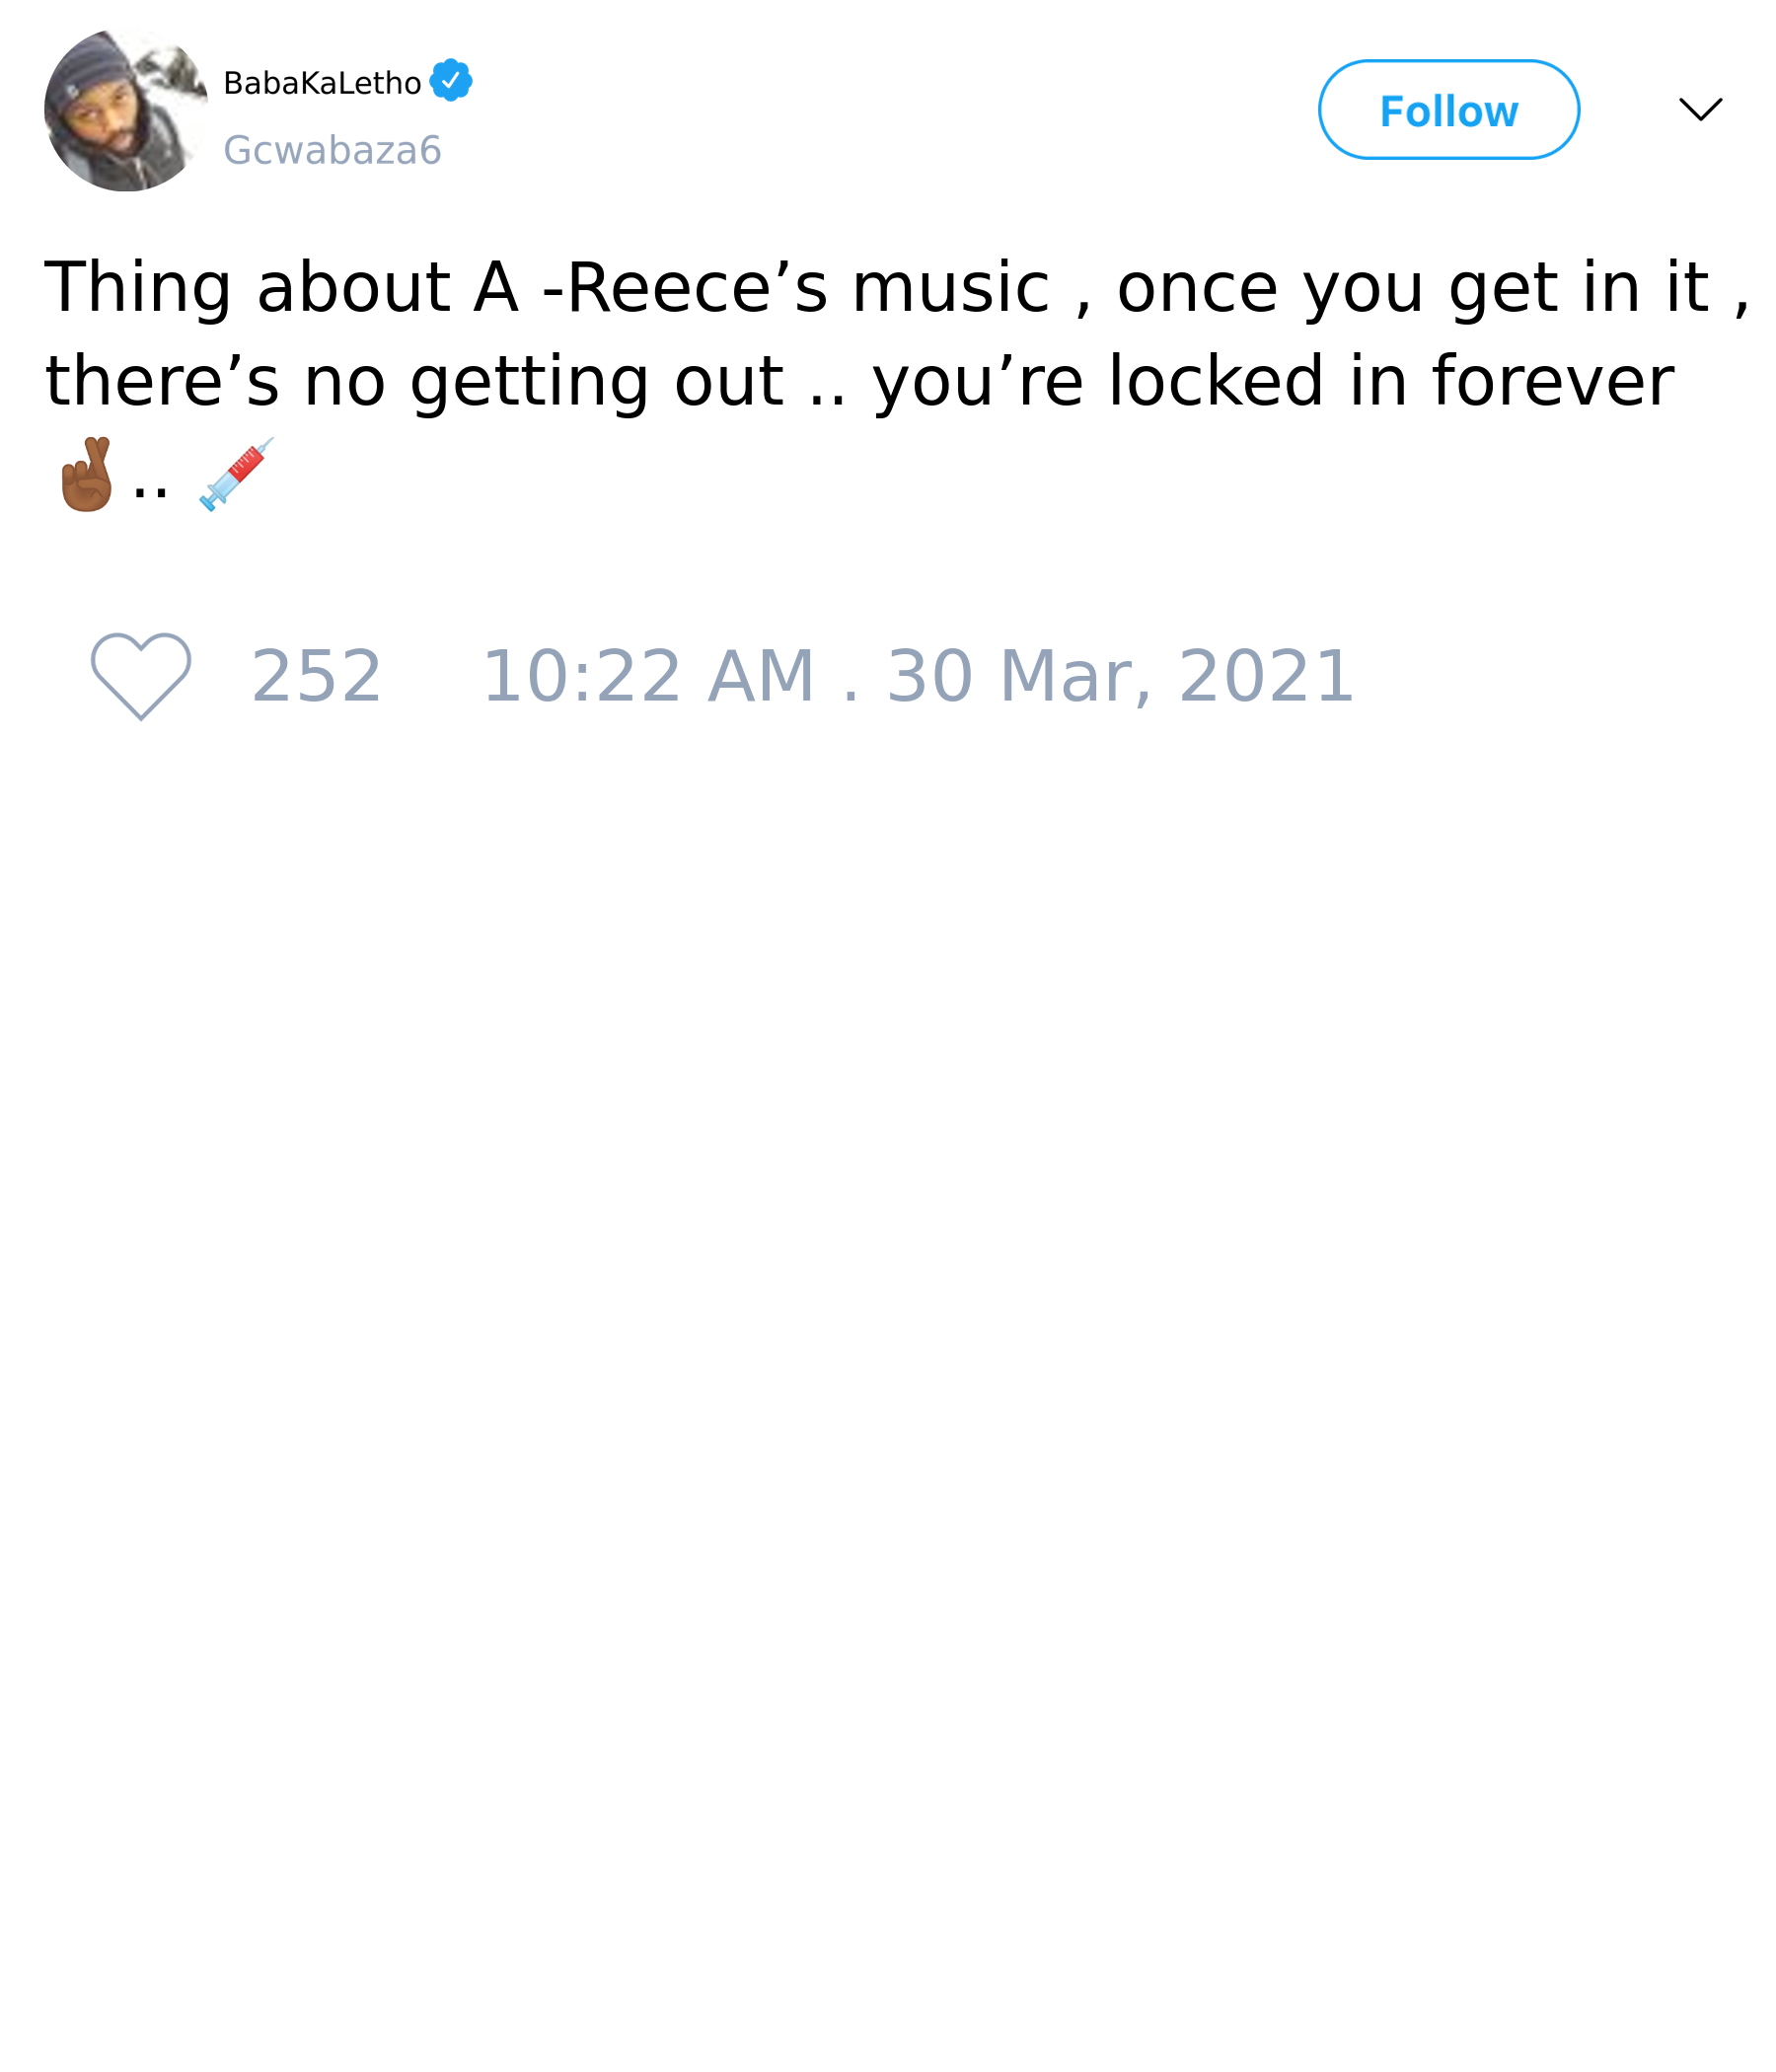 BabaKaLetho
Gcwabaza6
Follow
Thing about A -Reece’s music , once you get in it ,
there’s no getting out .. you’re locked in forever
🤞🏾.. 💉
252 10:22 AM . 30 Mar, 2021